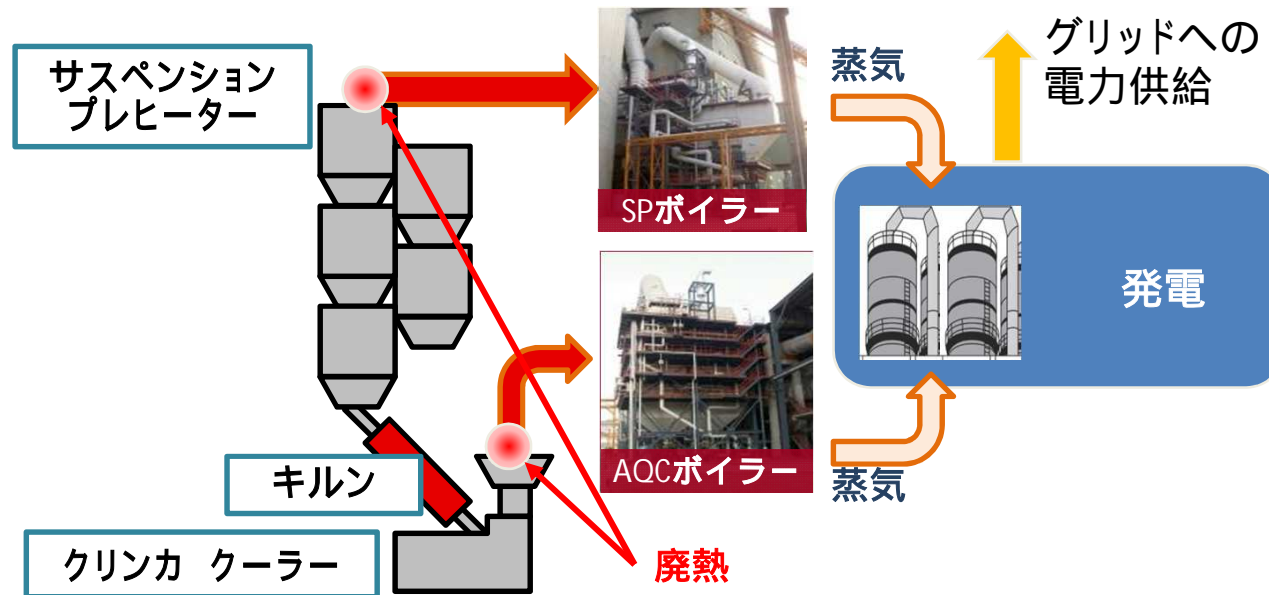 サスペンション
プレヒーター
SPボイラー
蒸気
グリッドへの
電力供給
発電
キルン
AQCボイラー
蒸気
クリンカ クーラー
廃熱